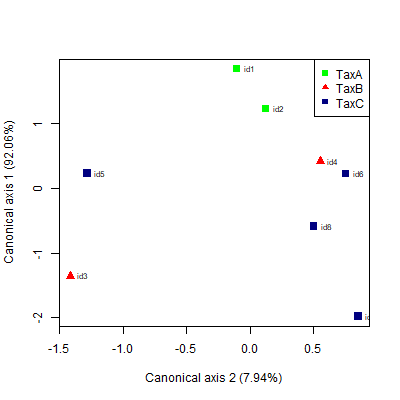 TaxA
TaxB
TaxC
id1
id2
id4
id6
id5
id8
id3
1
0
-1
-2
-1.5
-1.0
-0.5
0.0
0.5
Canonical axis 1 (92.06%)
Canonical axis 2 (7.94%)